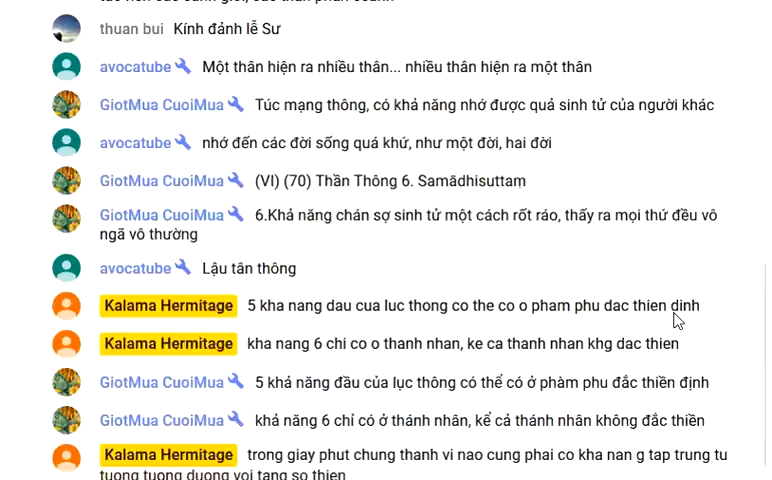 thuan bui Kính đảnh lễ Sư
avocatube Một thân hiện ra nhiều thân... nhiều thân hiện ra một thân
GiotMua CuoiMua Túc mạng thông, có khả năng nhớ được quả sinh tử của người khác
avocatube nhớ đến các đời sống quá khứ, như một đời, hai đời
GiotMua CuoiMua (VI) (70) Thần Thông 6. Samādhisuttaṃ
GiotMua CuoiMua 6.Khả năng chán sợ sinh tử một cách rốt ráo, thấy ra mọi thứ đều vô
ngã vô thường
avocatube Lậu tân thông
Kalama Hermitage 5 kha nang dau cua luc thong co the co o pham phu dac thien dinh
Kalama Hermitage kha nang 6 chi co o thanh nhan, ke ca thanh nhan khg dac thien
GiotMua CuoiMua 5 khả năng đầu của lục thông có thể có ở phàm phu đắc thiền định
GiotMua CuoiMua khả năng 6 chỉ có ở thánh nhân, kể cả thánh nhân không đắc thiền
Kalama Hermitage trong giay phut chung thanh vi nao cung phai co kha nan g tap trung tu
tuong tuong duong voi tang so thien